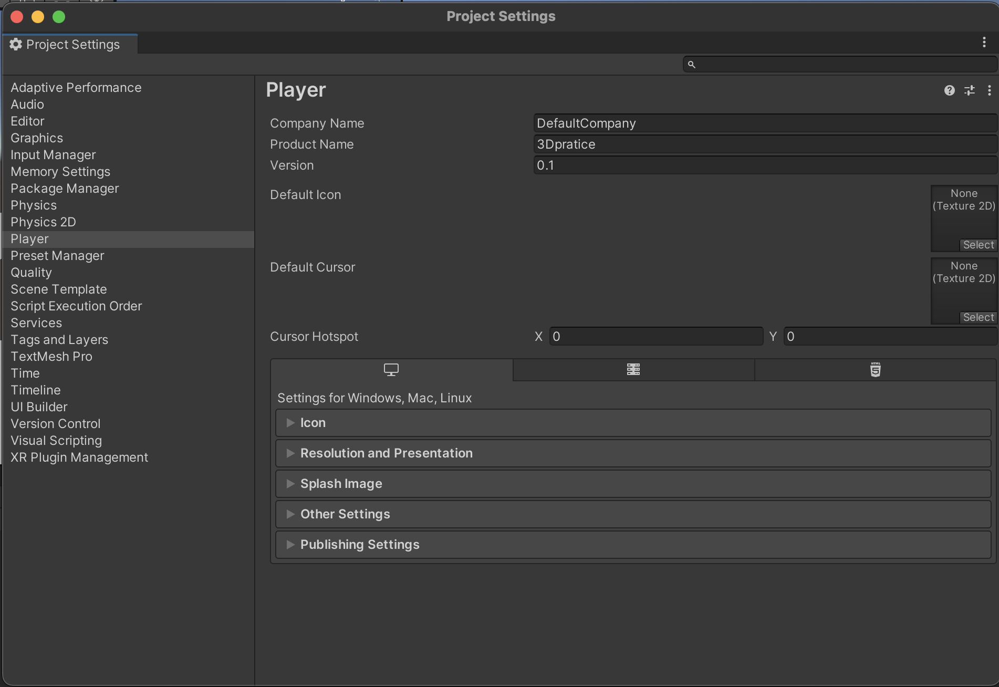 Project Settings
Project Settings
Adaptive Performance
Audio
Editor
Graphics
Input Manager
Memory Settings
Package Manager
Physics
Physics 2D
Player
Preset Manager
Quality
Scene Template
Script Execution Order
Services
Tags and Layers
TextMesh Pro
Time
Timeline
UI Builder
Version Control
Visual Scripting
XR Plugin Management
Player
Company Name DefaultCompany
Product Name 3Dpratice
Version 0.1
Default Icon
None
(Texture 2D)
Select
Default Cursor
None
(Texture 2D)
Select
Cursor Hotspot X 0 Y 0
HTML
5
Settings for Windows, Mac, Linux
Icon
Resolution and Presentation
Splash Image
Other Settings
Publishing Settings